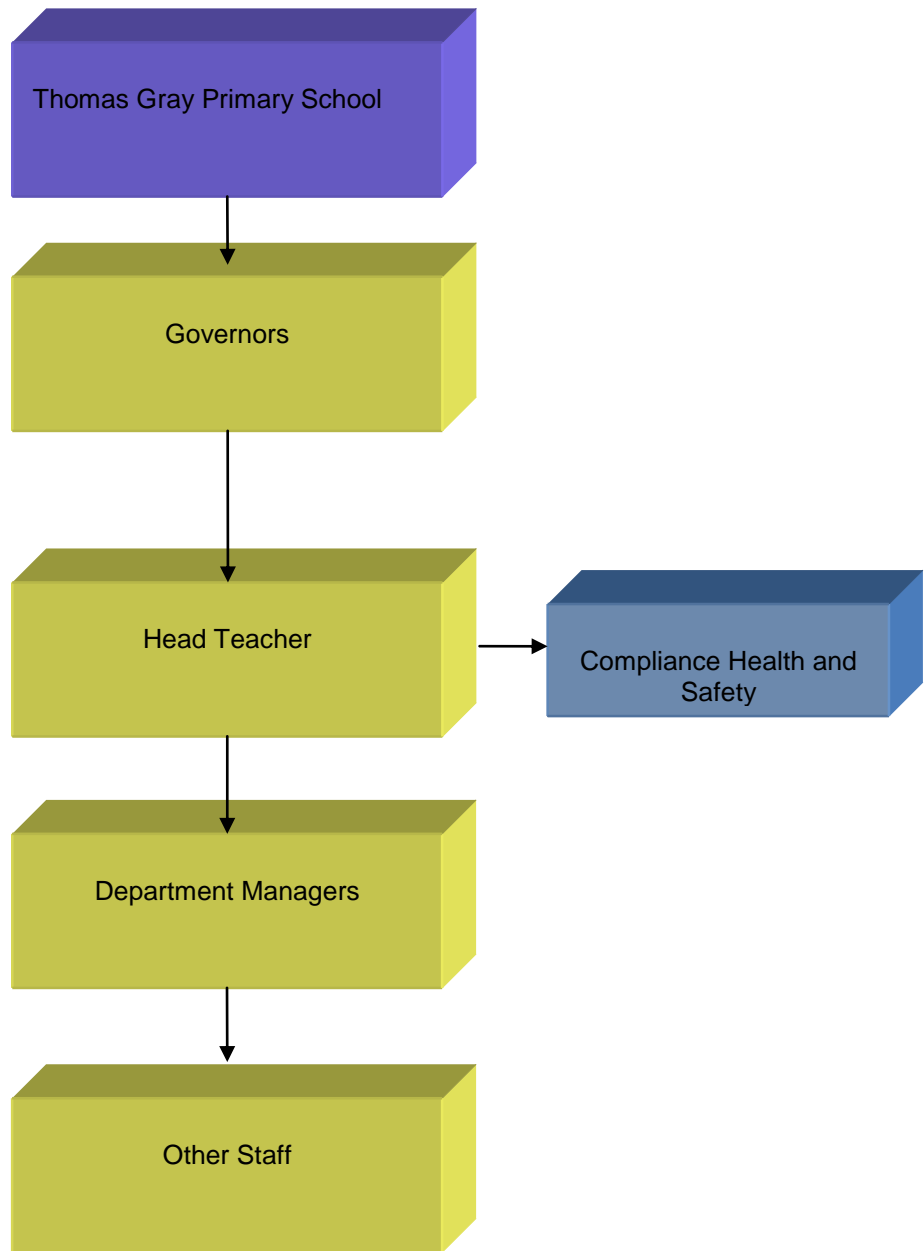 Thomas Gray Primary School
Governors
Head Teacher
Compliance Health and
Safety
Department Managers
Other Staff